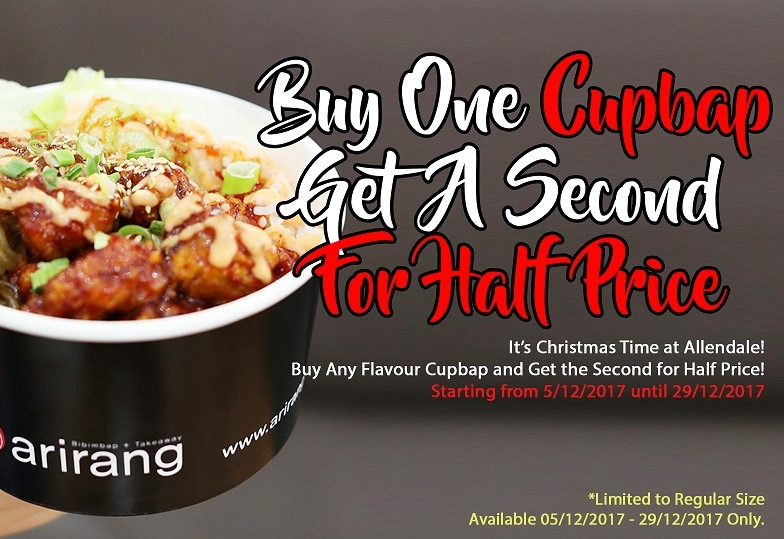 Buy One Cupbap
Get A Second
For Half Price
It's Christmas Time at Allendale!
Buy Any Flavour Cupbap and Get the Second for Half Price!
Starting from 5/12/2017 until 29/12/2017
Bibimbap + Takeaway
arirang
www.arirang
*Limited to Regular Size
Available 05/12/2017 - 29/12/2017 Only.